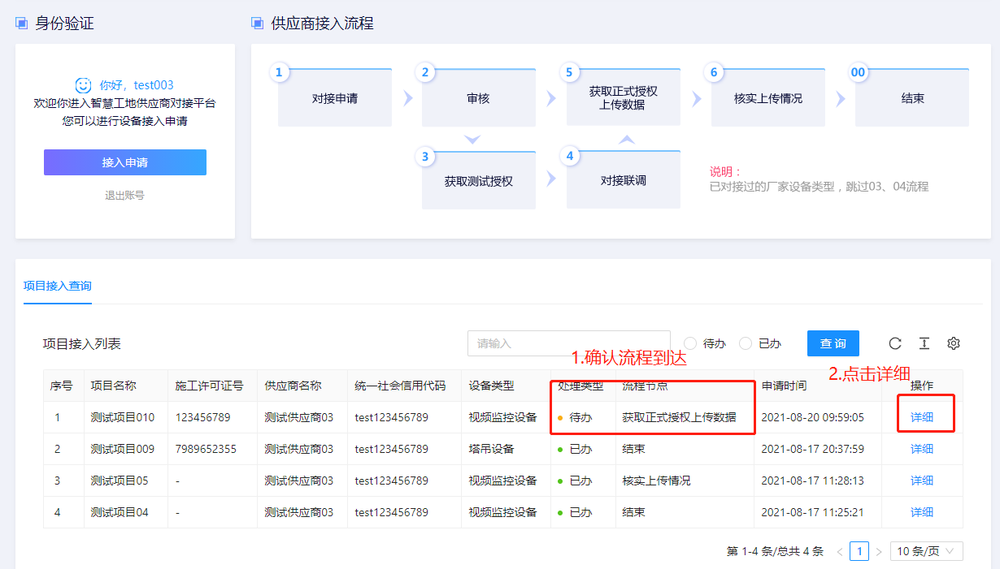 身份验证
供应商接入流程
你好，test003
欢迎你进入智慧工地供应商对接平台
您可以进行设备接入申请
接入申请
退出账号
1
对接申请
2
审核
5
获取正式授权
上传数据
6
核实上传情况
00
结束
3
获取测试授权
4
对接联调
说明：
已对接过的厂家设备类型，跳过03、04流程
项目接入查询
项目接入列表
请输入
待办
已办
查 询
1.确认流程到达
2.点击详细
序号 项目名称 施工许可证号 供应商名称 统一社会信用代码 设备类型 处理类型 流程节点 申请时间 操作
1 测试项目010 123456789 测试供应商03 test123456789 视频监控设备 待办 获取正式授权上传数据 2021-08-20 09:59:05 详细
2 测试项目009 7989652355 测试供应商03 test123456789 塔吊设备 已办 结束 2021-08-17 20:37:59 详细
3 测试项目05 - 测试供应商03 test123456789 视频监控设备 已办 核实上传情况 2021-08-17 11:28:13 详细
4 测试项目04 - 测试供应商03 test123456789 视频监控设备 已办 结束 2021-08-17 11:25:21 详细
第 1-4 条/总共 4 条 < 1 > 10 条/页